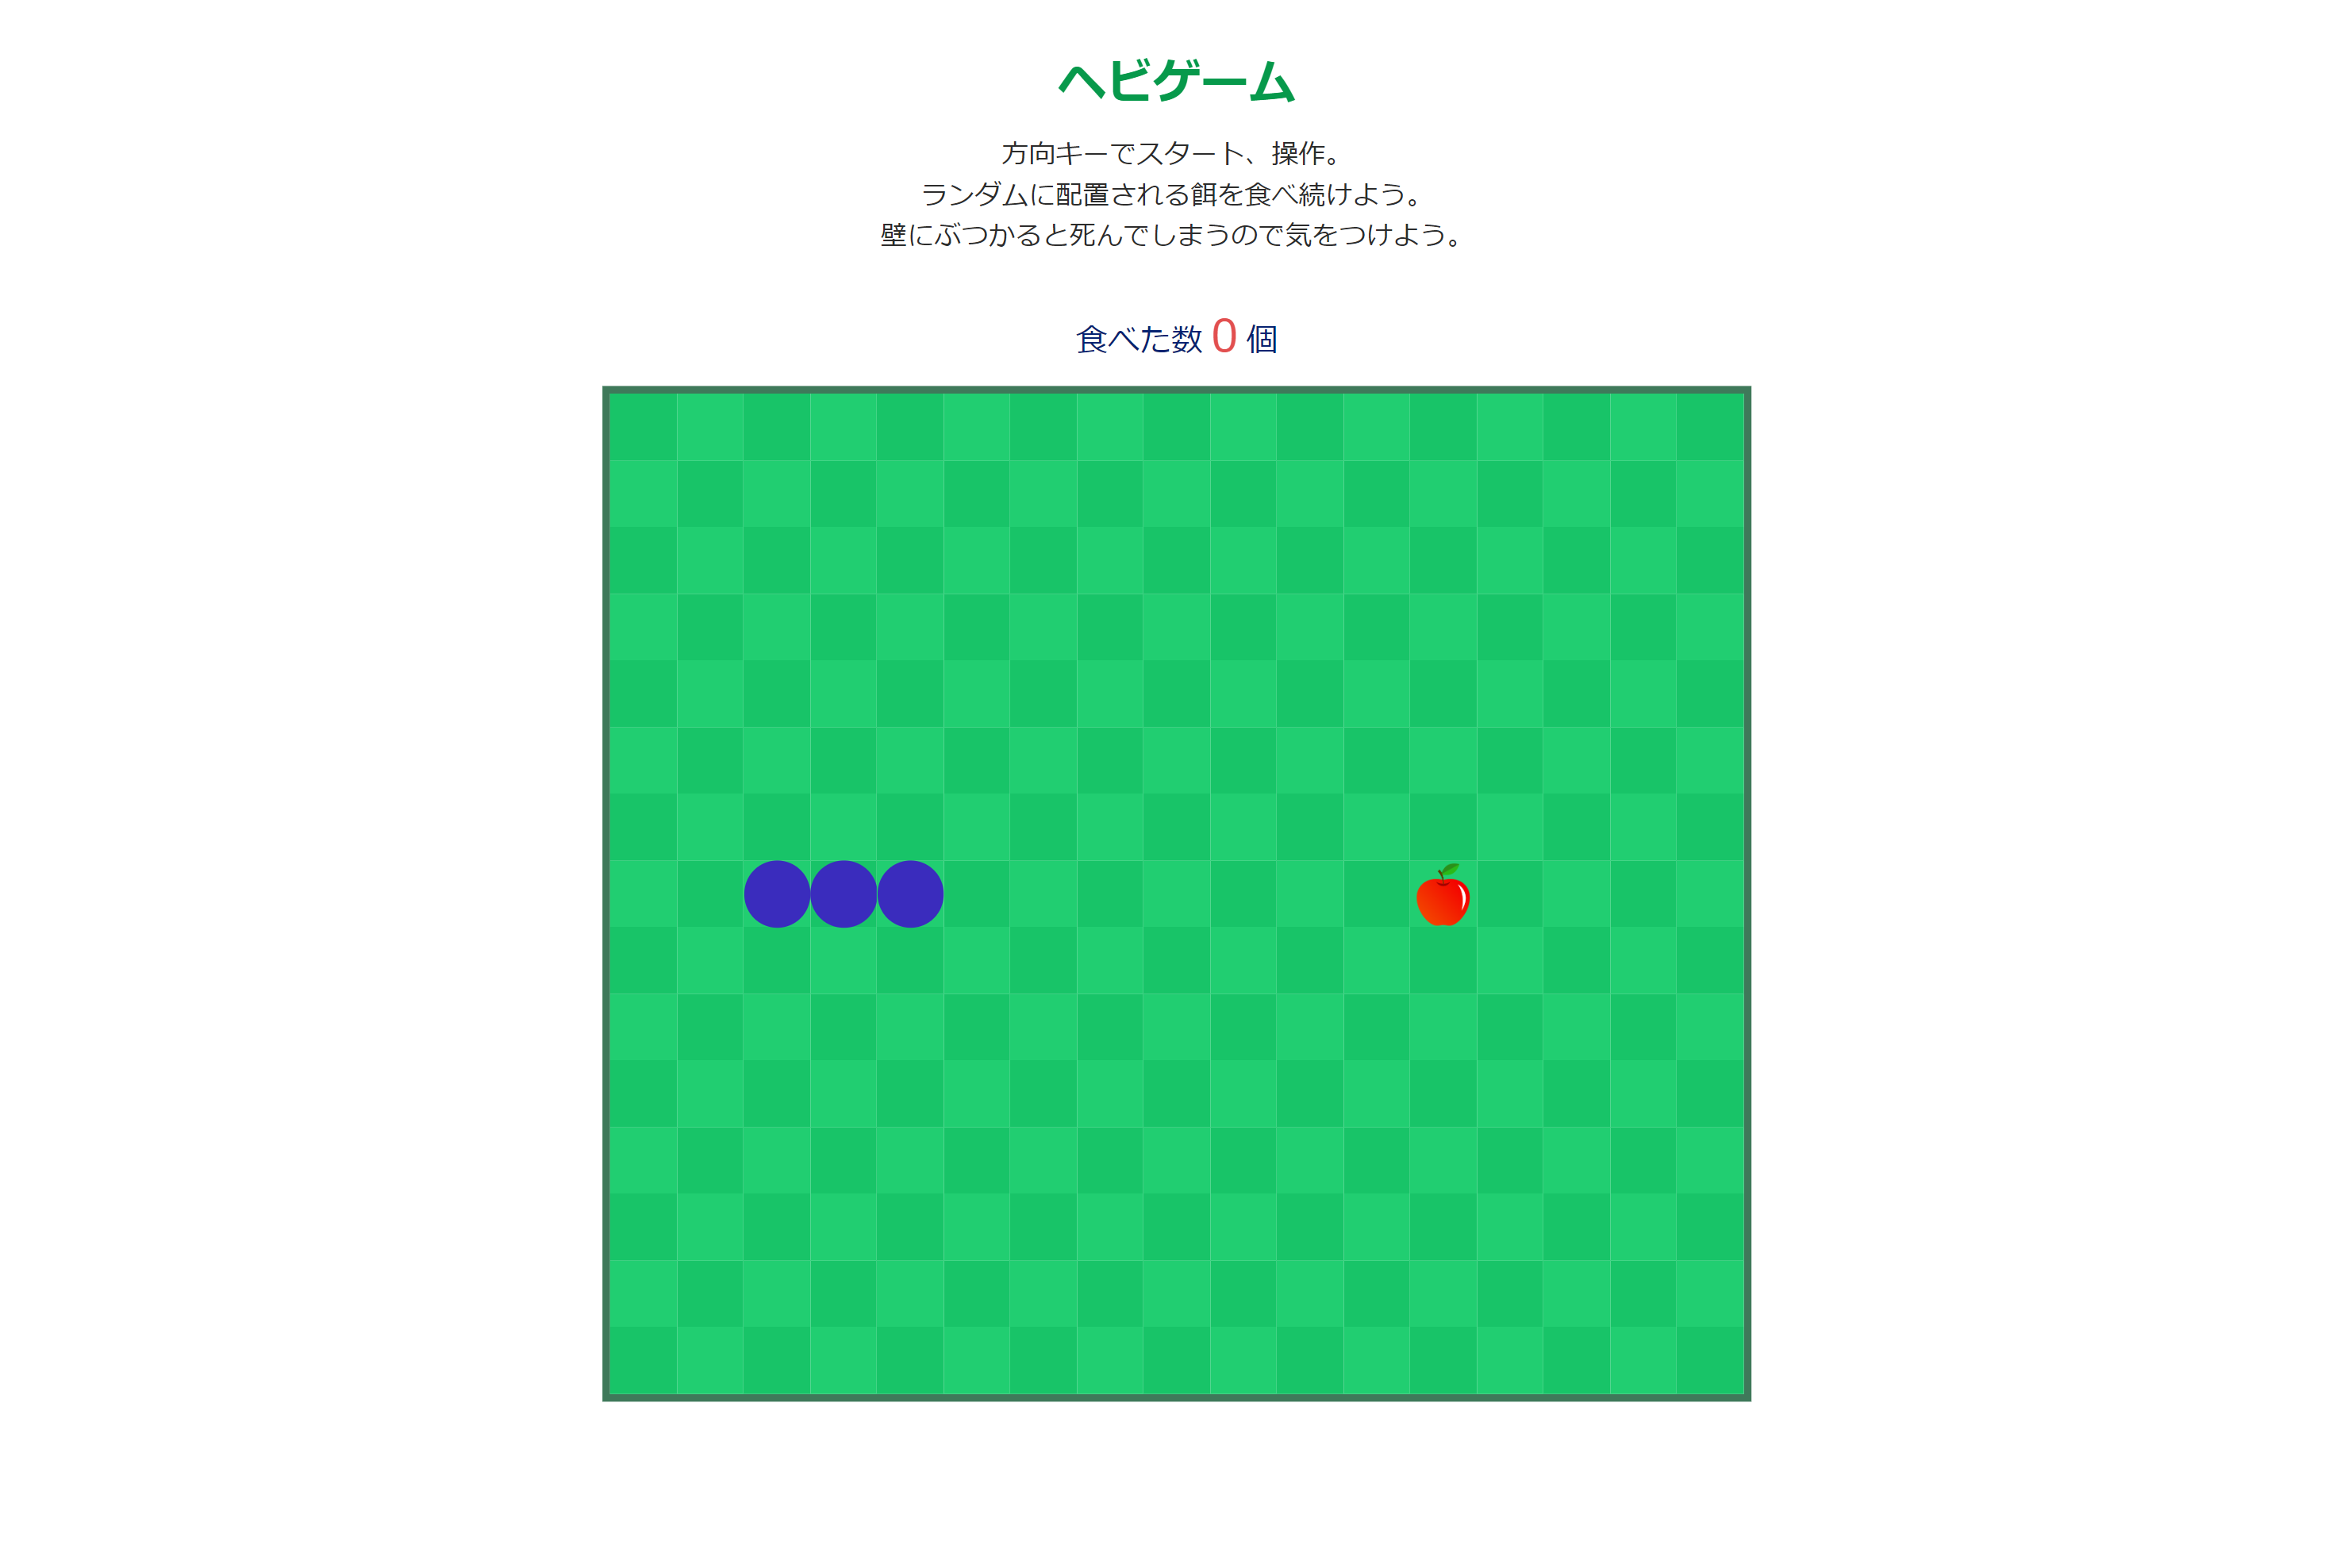 ヘビゲーム
方向キーでスタート、操作。
ランダムに配置される餌を食べ続けよう。
壁にぶつかると死んでしまうので気をつけよう。
食べた数 0 個